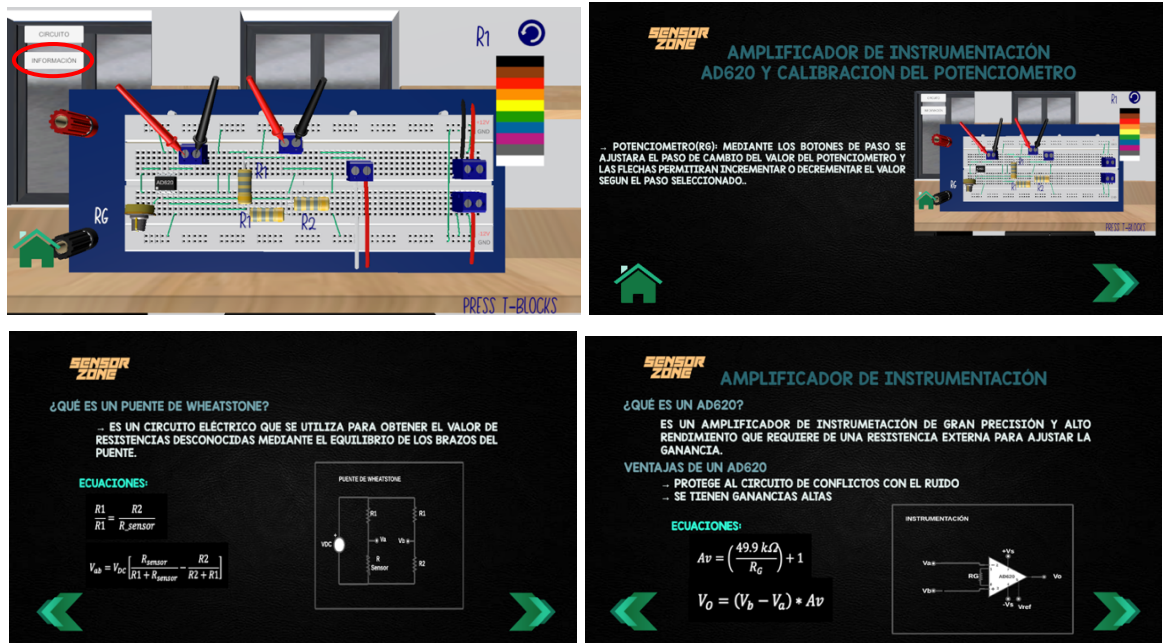 CIRCUITO
INFORMACIÓN
R1
+12V
GND
R1
AD620
RG
R1
R2
-12V
GND
PRESS T-BLOCKS
SENSOR
ZONE
AMPLIFICADOR DE INSTRUMENTACIÓN
AD620 Y CALIBRACION DEL POTENCIOMETRO
→ POTENCIOMETRO(RG): MEDIANTE LOS BOTONES DE PASO SE
AJUSTARA EL PASO DE CAMBIO DEL VALOR DEL POTENCIOMETRO Y
LAS FLECHAS PERMITIRAN INCREMENTAR O DECREMENTAR EL VALOR
SEGUN EL PASO SELECCIONADO..
R1
RG
PRESS T-BLOCKS
SENSOR
ZONE
¿QUÉ ES UN PUENTE DE WHEATSTONE?
→ ES UN CIRCUITO ELÉCTRICO QUE SE UTILIZA PARA OBTENER EL VALOR DE
RESISTENCIAS DESCONOCIDAS MEDIANTE EL EQUILIBRIO DE LOS BRAZOS DEL
PUENTE.
ECUACIONES:
R1/R1 = R2/R_sensor
V_ab = V_DC [R_sensor/(R1 + R_sensor) − R2/(R2 + R1)]
PUENTE DE WHEATSTONE
R1
R1
VDC
+
Va
Vb
R
Sensor
R2
SENSOR
ZONE
AMPLIFICADOR DE INSTRUMENTACIÓN
¿QUÉ ES UN AD620?
ES UN AMPLIFICADOR DE INSTRUMETACIÓN DE GRAN PRECISIÓN Y ALTO
RENDIMIENTO QUE REQUIERE DE UNA RESISTENCIA EXTERNA PARA AJUSTAR LA
GANANCIA.
VENTAJAS DE UN AD620
→ PROTEGE AL CIRCUITO DE CONFLICTOS CON EL RUIDO
→ SE TIENEN GANANCIAS ALTAS
ECUACIONES:
Av = (49.9 kΩ/R_G) + 1
V_O = (V_b − V_a) * Av
INSTRUMENTACIÓN
+Vs
Va
RG
AD620
Vo
Vb
-Vs
Vref